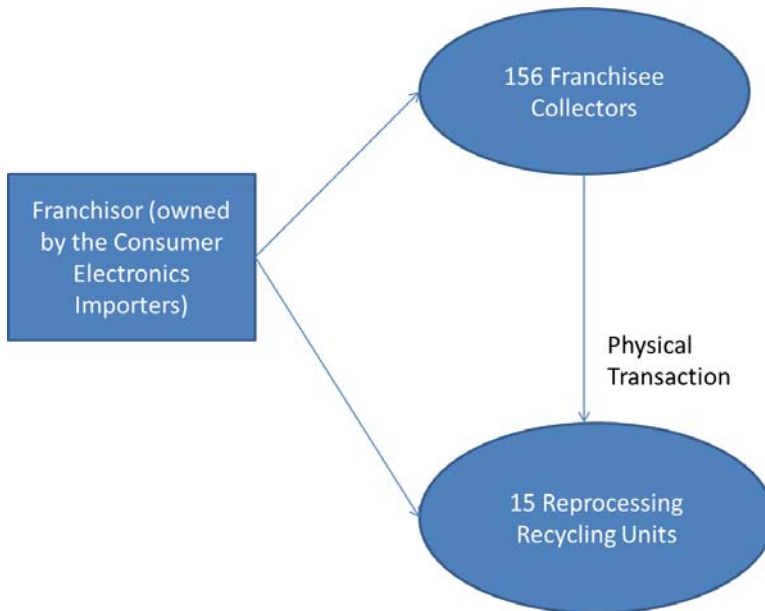 156 Franchisee
Collectors
Franchisor (owned
by the Consumer
Electronics
Importers)
Physical
Transaction
15 Reprocessing
Recycling Units